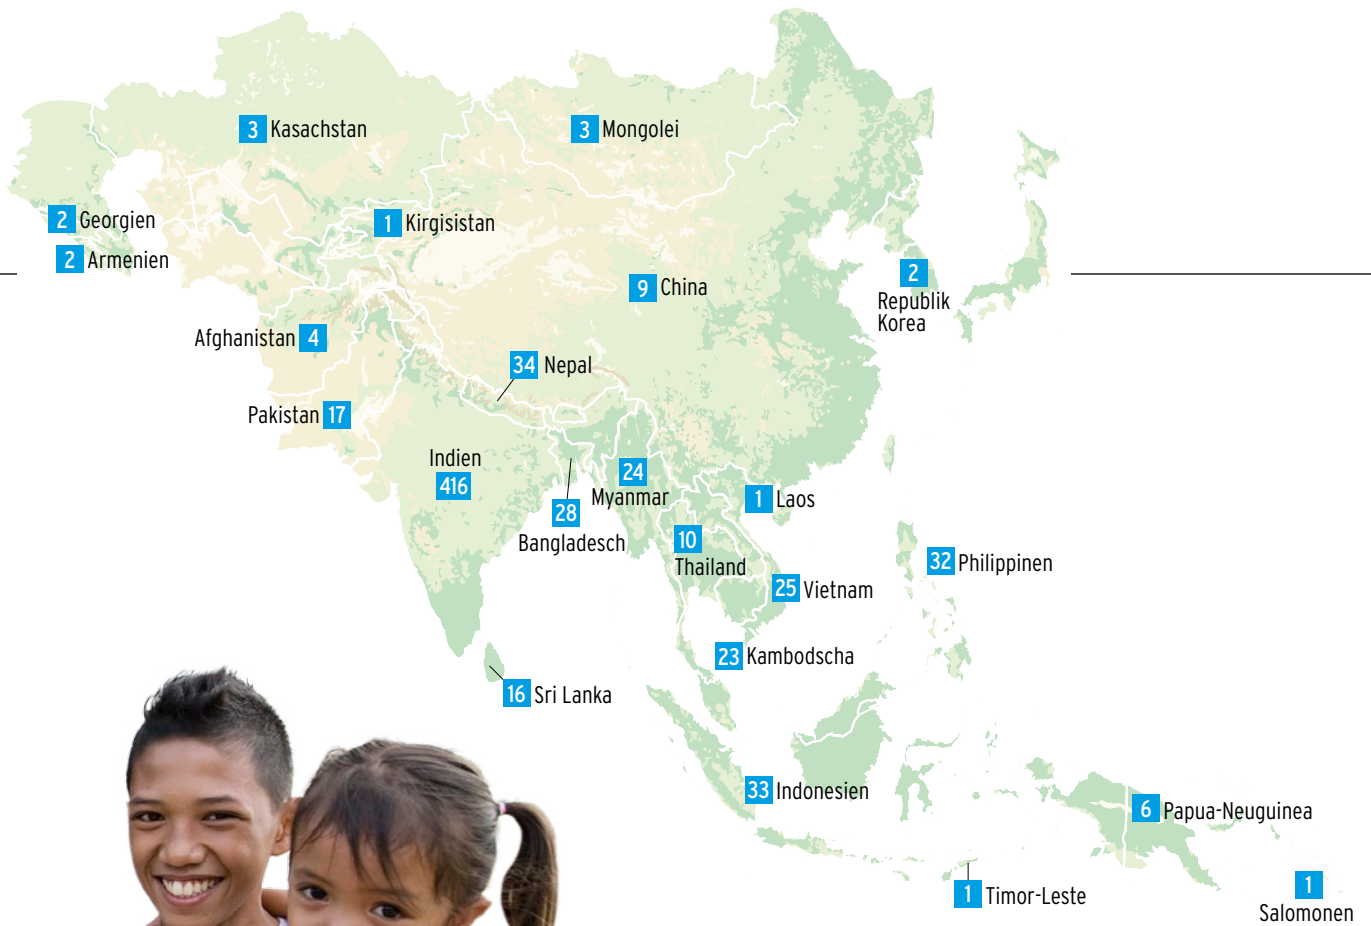 3 Kasachstan
3 Mongolei
2 Georgien
1 Kirgisistan
2 Armenien
9 China
2
Republik
Korea
Afghanistan 4
34 Nepal
Pakistan 17
Indien
416
24
Myanmar
1 Laos
28
Bangladesch
10
Thailand
32 Philippinen
25 Vietnam
23 Kambodscha
16 Sri Lanka
33 Indonesien
6 Papua-Neuguinea
1 Timor-Leste
1
Salomonen